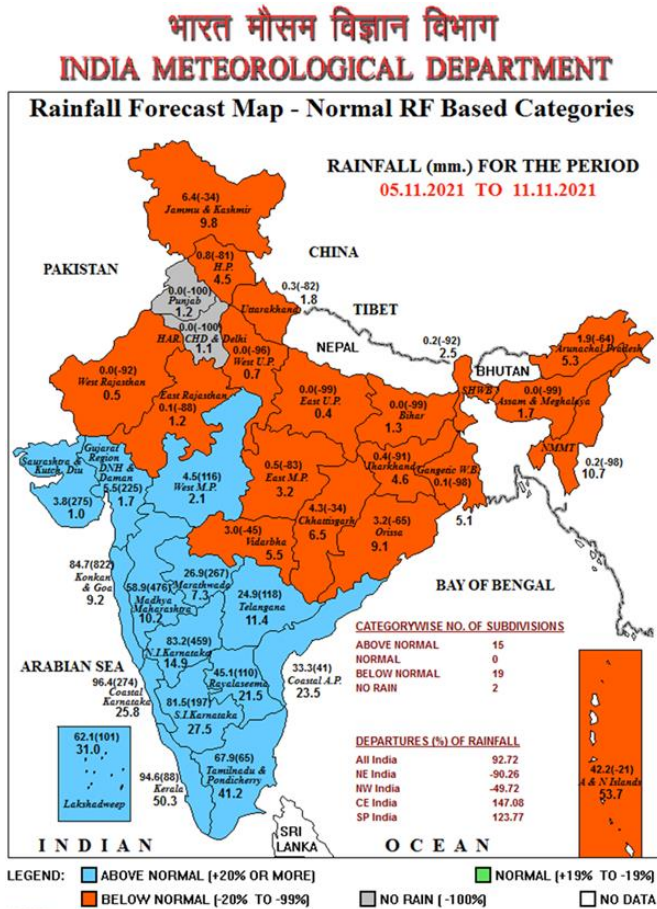 भारत मौसम विज्ञान विभाग
INDIA METEOROLOGICAL DEPARTMENT
Rainfall Forecast Map - Normal RF Based Categories
RAINFALL (mm.) FOR THE PERIOD
05.11.2021 TO 11.11.2021
6.4(-34)
Jammu & Kashmir
9.8
CHINA
0.8(-81)
H.P.
4.5
PAKISTAN
0.0(-100)
Punjab
1.2
0.3(-82)
1.8
Uttarakhand
TIBET
0.0(-100)
HAR. CHD & Delhi
1.1
NEPAL
0.2(-92)
2.5
BHUTAN
1.9(-64)
Arunachal Pradesh
5.3
0.0(-92)
West Rajasthan
0.5
0.0(-96)
West U.P.
0.7
East Rajasthan
0.1(-88)
1.2
0.0(-99)
East U.P.
0.4
0.0(-99)
Bihar
1.3
SHWB
0.0(-99)
Assam & Meghalaya
1.7
NMMT
0.2(-98)
10.7
Saurashtra &
Kutch, Diu
3.8(275)
1.0
Gujarat
Region
DNH &
Daman
5.5(225)
1.7
4.5(116)
West M.P.
2.1
0.5(-83)
East M.P.
3.2
0.4(-91)
Jharkhand
4.6
Gangetic W.B.
0.1(-98)
5.1
4.3(-34)
Chhattisgarh
6.5
3.2(-65)
Orissa
9.1
3.0(-45)
Vidarbha
5.5
84.7(822)
Konkan
& Goa
9.2
58.9(476)
Madhya
Maharashtra
10.2
26.9(267)
Marathwada
7.3
24.9(118)
Telangana
11.4
BAY OF BENGAL
83.2(459)
N.I.Karnataka
14.9
ARABIAN SEA
96.4(274)
Coastal
Karnataka
25.8
45.1(110)
Rayalaseema
21.5
33.3(41)
Coastal A.P.
23.5
81.5(197)
S.I.Karnataka
27.5
62.1(101)
31.0
Lakshadweep
94.6(88)
Kerala
50.3
67.9(65)
Tamilnadu &
Pondicherry
41.2
42.2(-21)
A & N Islands
53.7
CATEGORYWISE NO. OF SUBDIVISIONS
ABOVE NORMAL 15
NORMAL 0
BELOW NORMAL 19
NO RAIN 2
DEPARTURES (%) OF RAINFALL
All India 92.72
NE India -90.26
NW India -49.72
CE India 147.08
SP India 123.77
SRI
LANKA
INDIAN OCEAN
LEGEND: ABOVE NORMAL (+20% OR MORE) NORMAL (+19% TO -19%)
BELOW NORMAL (-20% TO -99%) NO RAIN (-100%) NO DATA